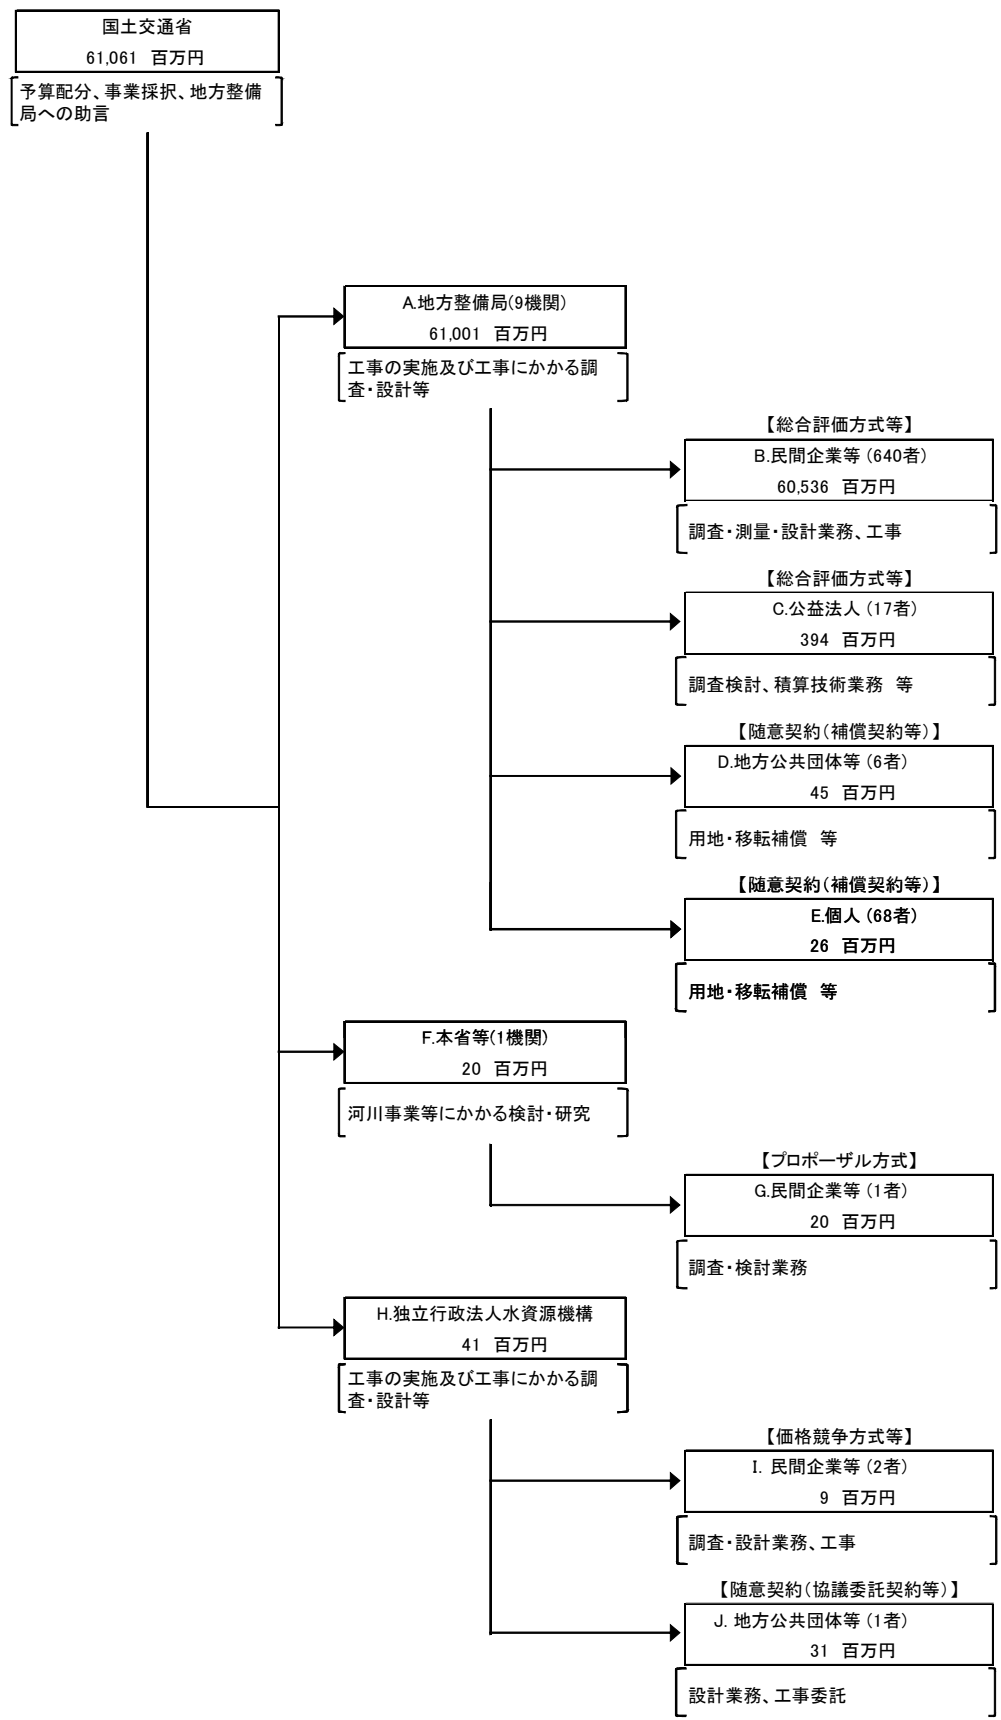 国土交通省
61,061 百万円
予算配分、事業採択、地方整備
局への助言
A.地方整備局(9機関)
61,001 百万円
工事の実施及び工事にかかる調
査・設計等
【総合評価方式等】
B.民間企業等 (640者)
60,536 百万円
調査・測量・設計業務、工事
【総合評価方式等】
C.公益法人 (17者)
394 百万円
調査検討、積算技術業務 等
【随意契約(補償契約等)】
D.地方公共団体等 (6者)
45 百万円
用地・移転補償 等
【随意契約(補償契約等)】
E.個人 (68者)
26 百万円
用地・移転補償 等
F.本省等(1機関)
20 百万円
河川事業等にかかる検討・研究
【プロポーザル方式】
G.民間企業等 (1者)
20 百万円
調査・検討業務
H.独立行政法人水資源機構
41 百万円
工事の実施及び工事にかかる調
査・設計等
【価格競争方式等】
I. 民間企業等 (2者)
9 百万円
調査・設計業務、工事
【随意契約(協議委託契約等)】
J. 地方公共団体等 (1者)
31 百万円
設計業務、工事委託